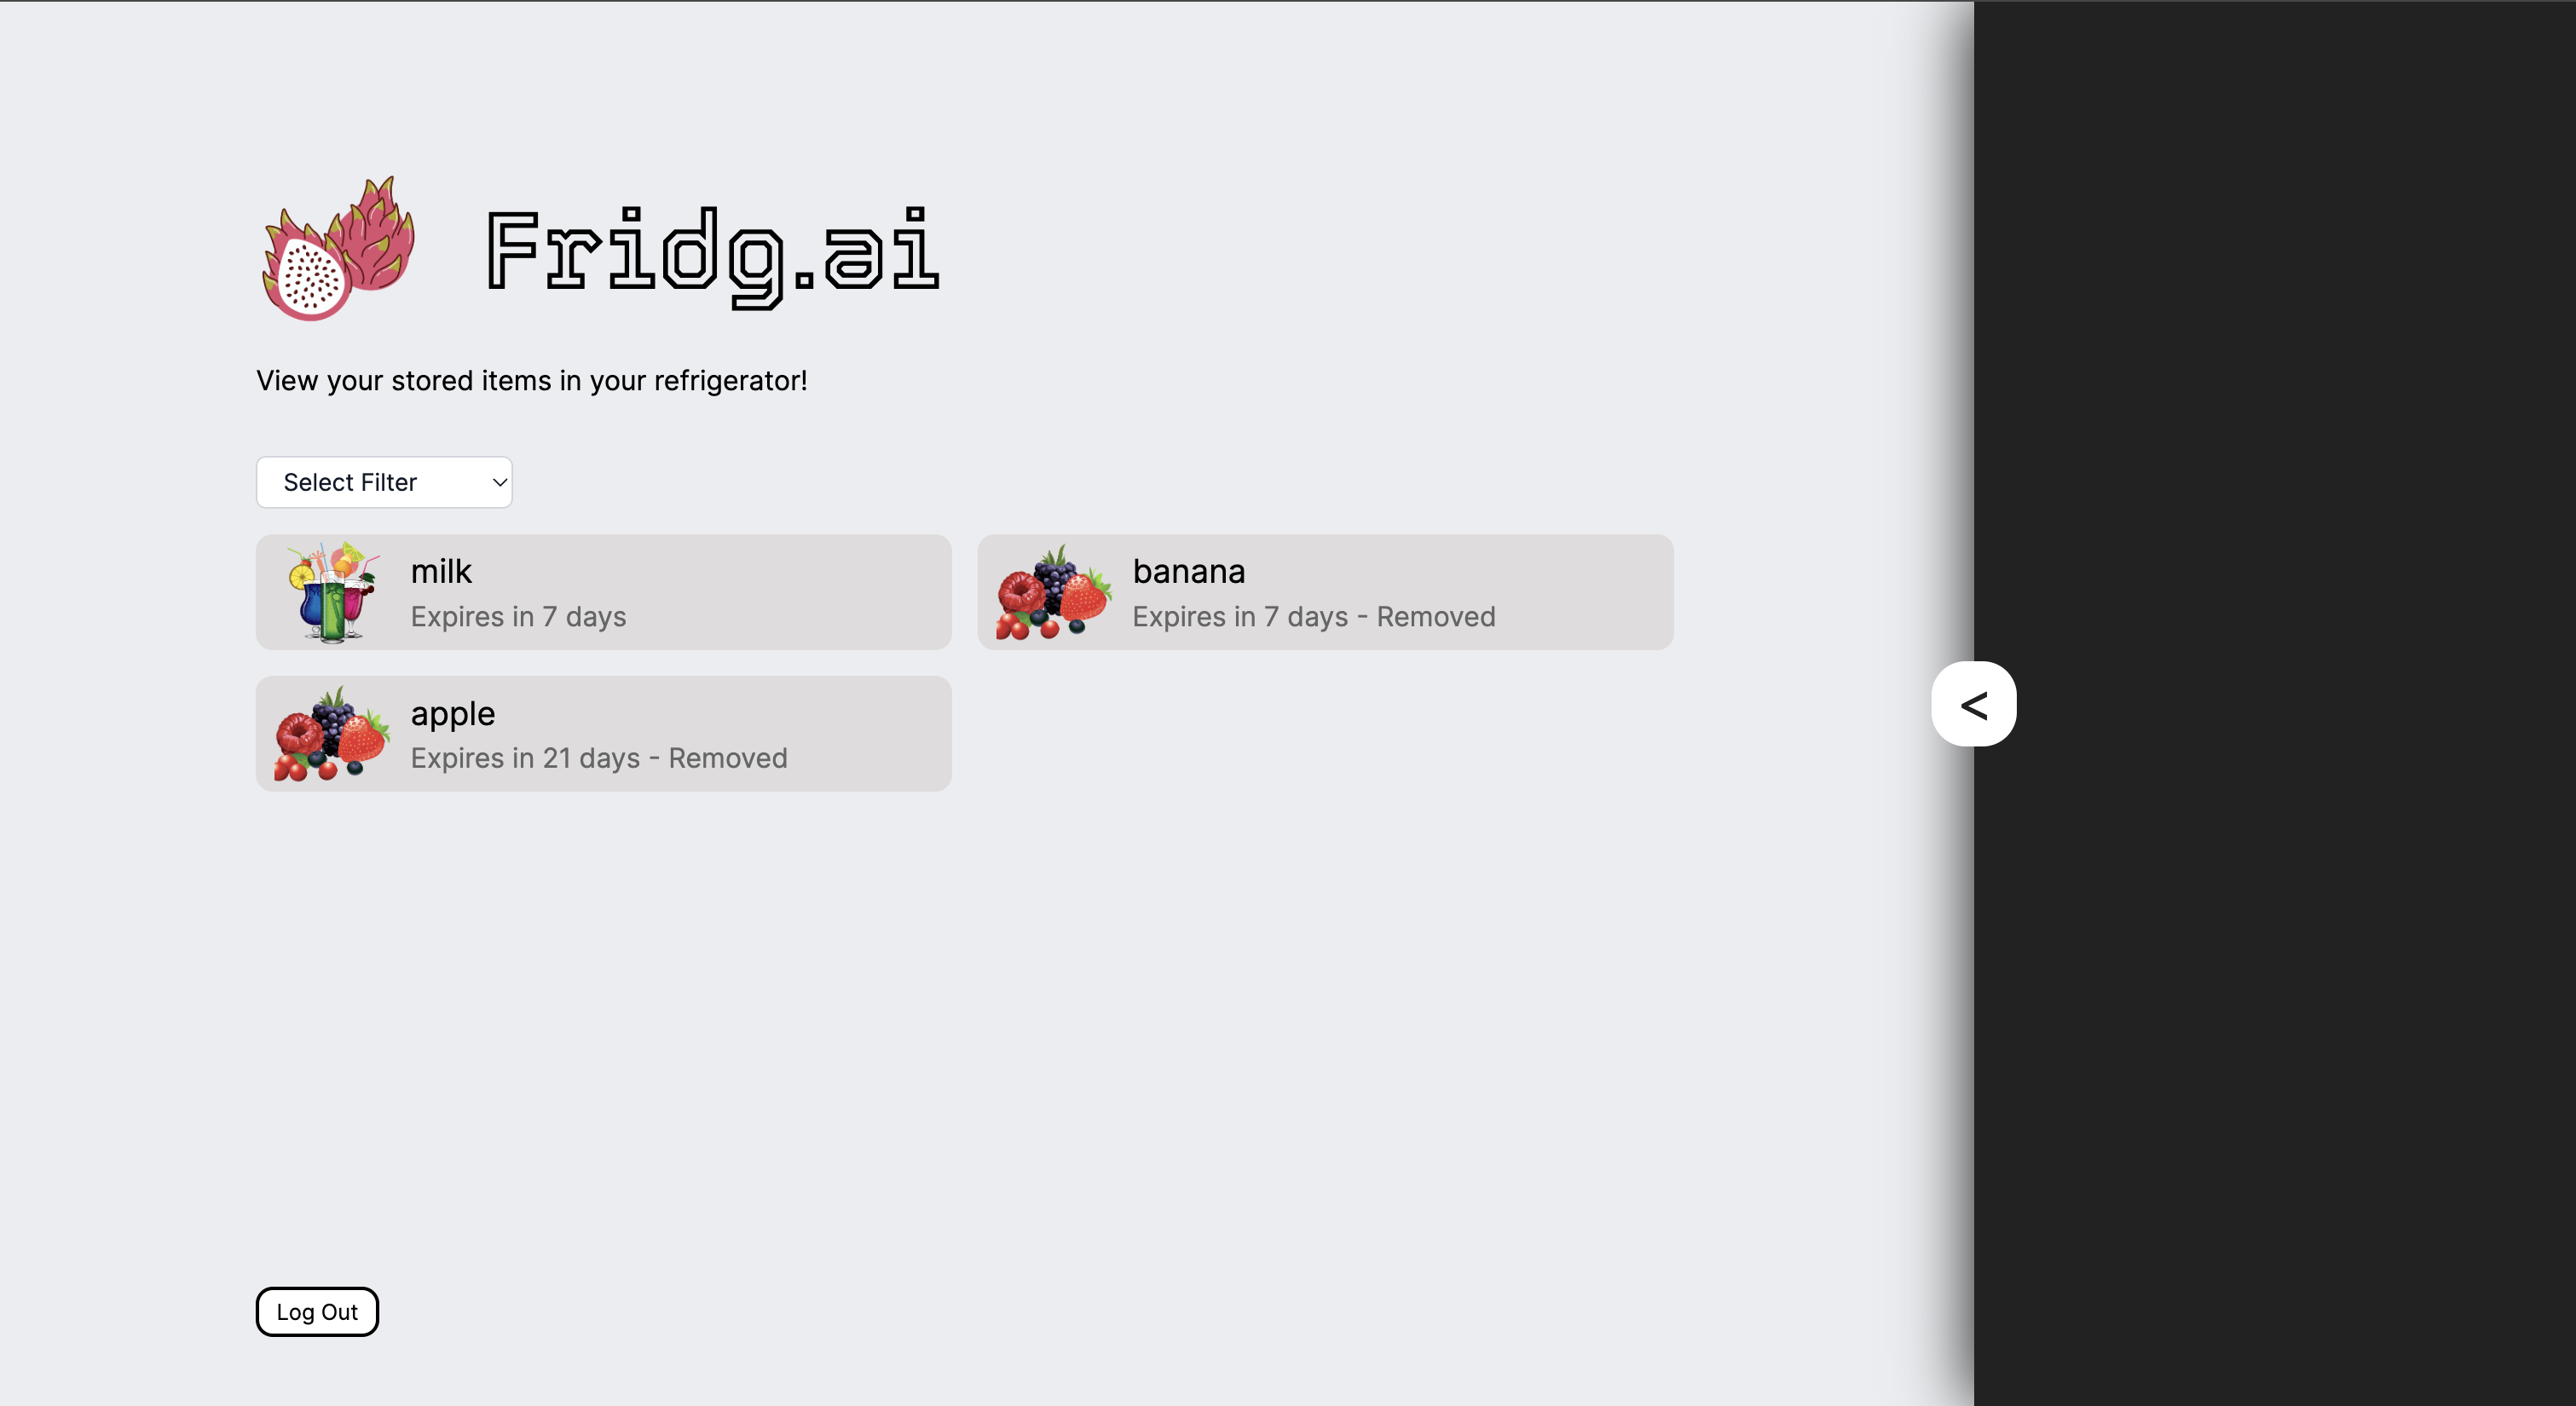 Fridg.ai
View your stored items in your refrigerator!
Select Filter
milk
Expires in 7 days
banana
Expires in 7 days - Removed
apple
Expires in 21 days - Removed
<
Log Out